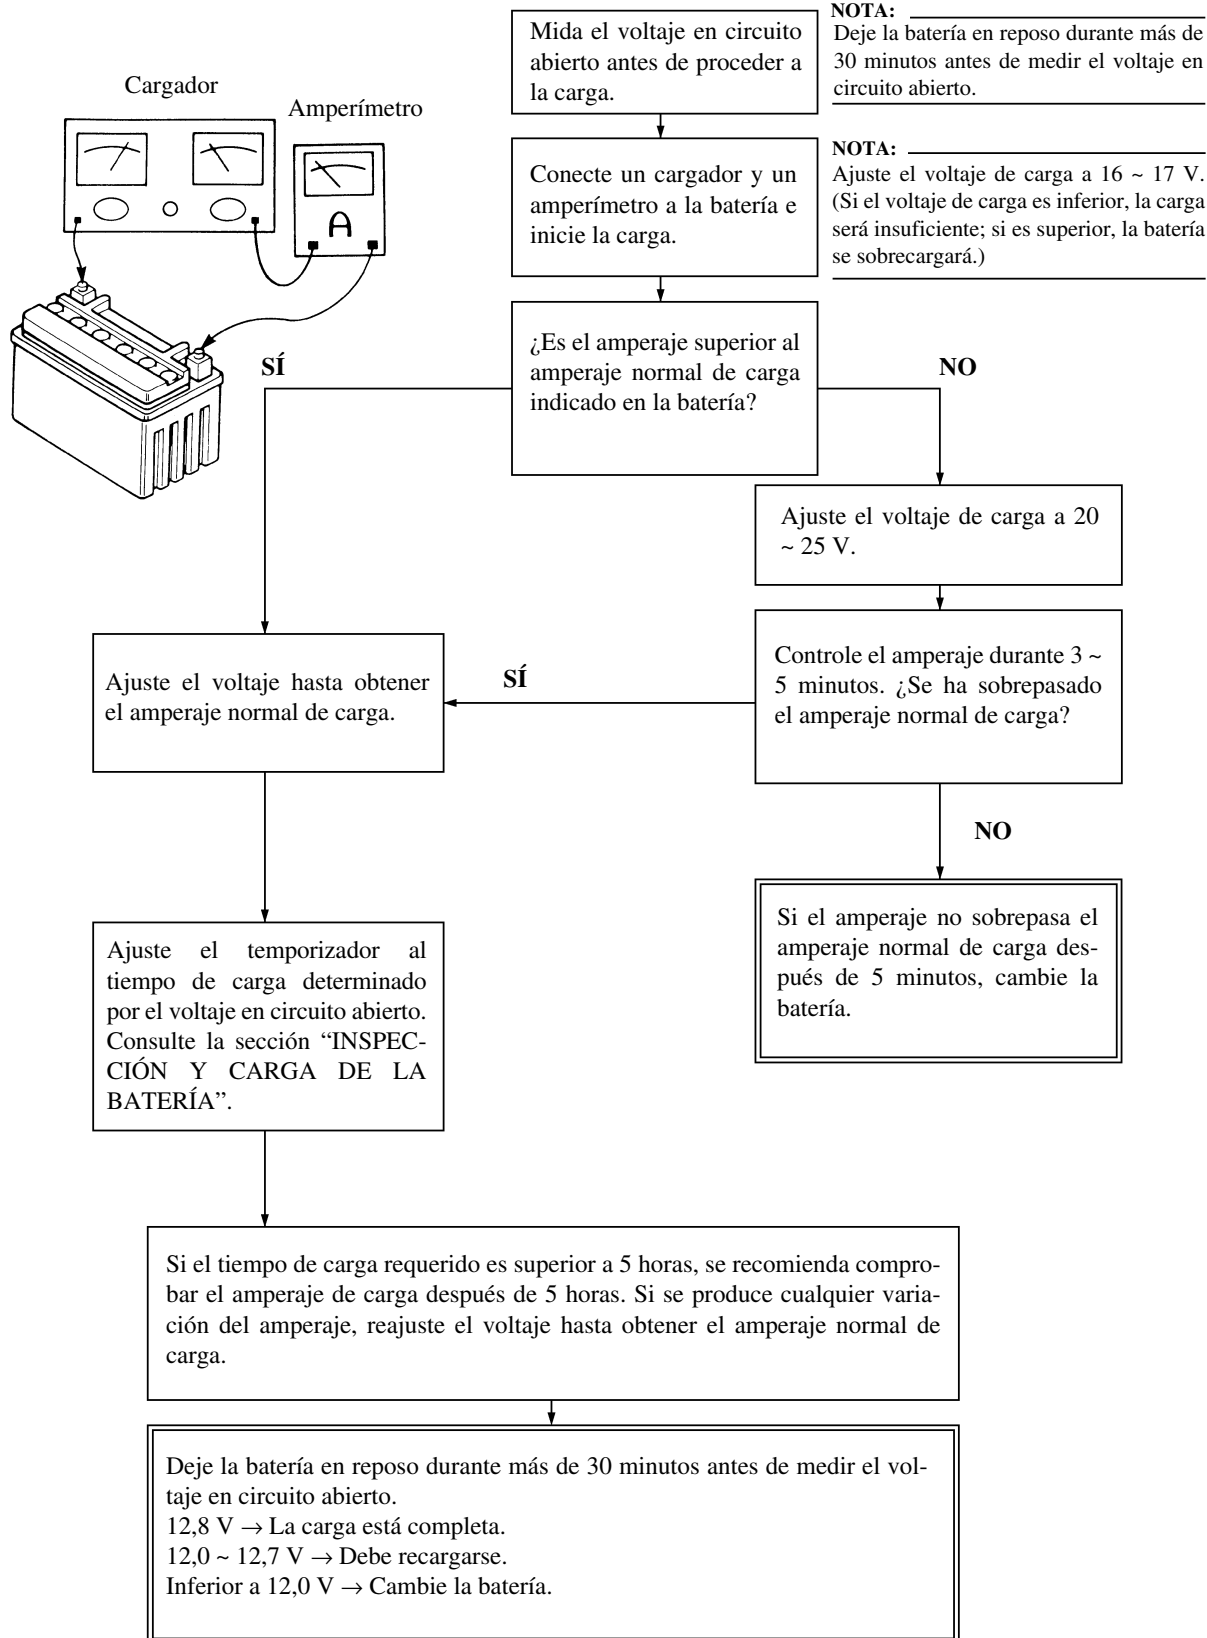 Mida el voltaje en circuito
abierto antes de proceder a
la carga.
NOTA:
Deje la batería en reposo durante más de
30 minutos antes de medir el voltaje en
circuito abierto.
Cargador
Amperímetro
A
Conecte un cargador y un
amperímetro a la batería e
inicie la carga.
NOTA:
Ajuste el voltaje de carga a 16 ~ 17 V.
(Si el voltaje de carga es inferior, la carga
será insuficiente; si es superior, la batería
se sobrecargará.)
¿Es el amperaje superior al
amperaje normal de carga
indicado en la batería?
SÍ
NO
Ajuste el voltaje de carga a 20
~ 25 V.
Controle el amperaje durante 3 ~
5 minutos. ¿Se ha sobrepasado
el amperaje normal de carga?
SÍ
Ajuste el voltaje hasta obtener
el amperaje normal de carga.
NO
Si el amperaje no sobrepasa el
amperaje normal de carga des-
pués de 5 minutos, cambie la
batería.
Ajuste el temporizador al
tiempo de carga determinado
por el voltaje en circuito abierto.
Consulte la sección “INSPEC-
CIÓN Y CARGA DE LA
BATERÍA”.
Si el tiempo de carga requerido es superior a 5 horas, se recomienda compro-
bar el amperaje de carga después de 5 horas. Si se produce cualquier varia-
ción del amperaje, reajuste el voltaje hasta obtener el amperaje normal de
carga.
Deje la batería en reposo durante más de 30 minutos antes de medir el vol-
taje en circuito abierto.
12,8 V → La carga está completa.
12,0 ~ 12,7 V → Debe recargarse.
Inferior a 12,0 V → Cambie la batería.